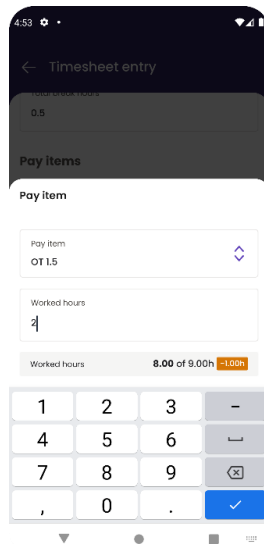 4:53
Timesheet entry
Total break hours
0.5
Pay items
Pay item
Pay item
OT 1.5
Worked hours
2
Worked hours 8.00 of 9.00h -1.00h
1 2 3 -
4 5 6
7 8 9
, 0 .